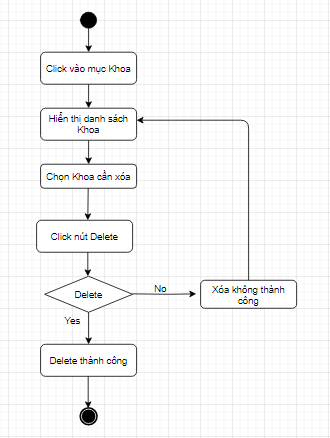 Click vào mục Khoa
Hiển thị danh sách
Khoa
Chọn Khoa cần xóa
Click nút Delete
Delete
No
Xóa không thành
công
Yes
Delete thành công